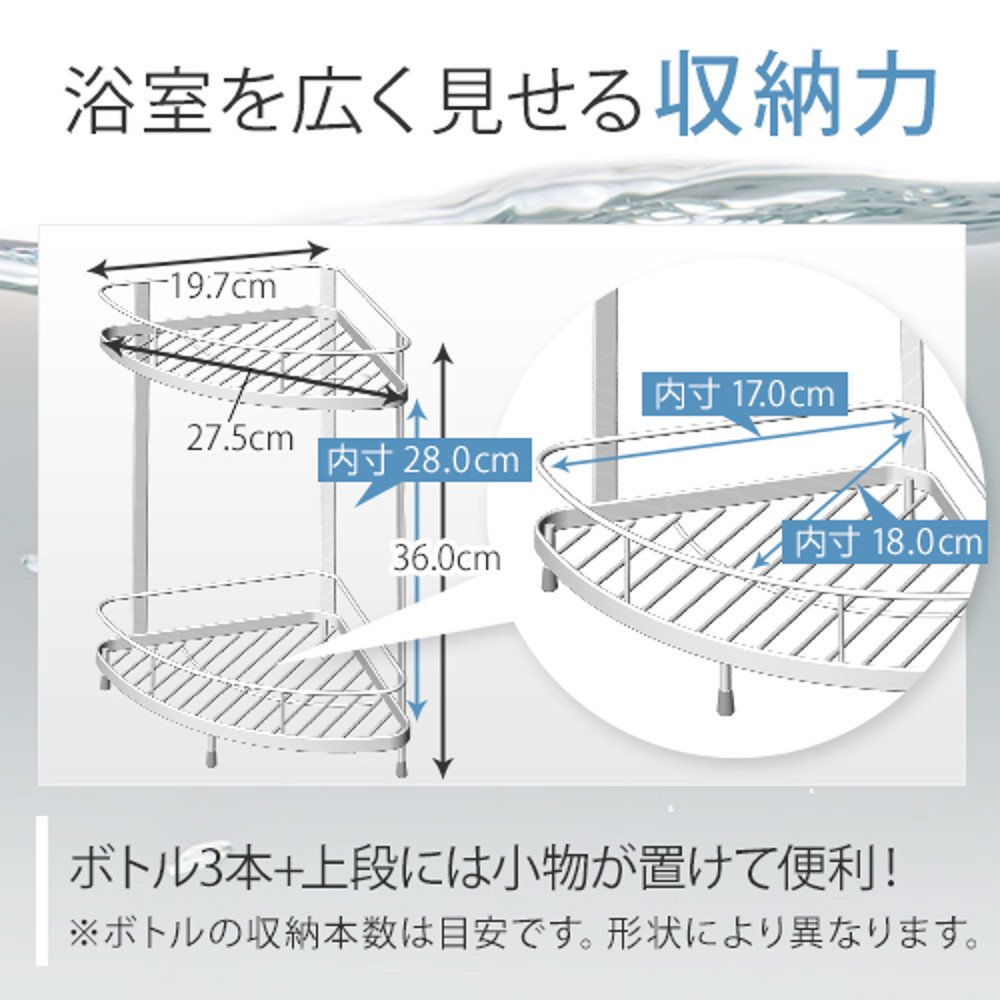 浴室を広く見せる収納力
19.7cm
27.5cm
内寸 28.0cm
36.0cm
内寸 17.0cm
内寸 18.0cm
ボトル3本+上段には小物が置けて便利!
※ボトルの収納本数は目安です。形状により異なります。